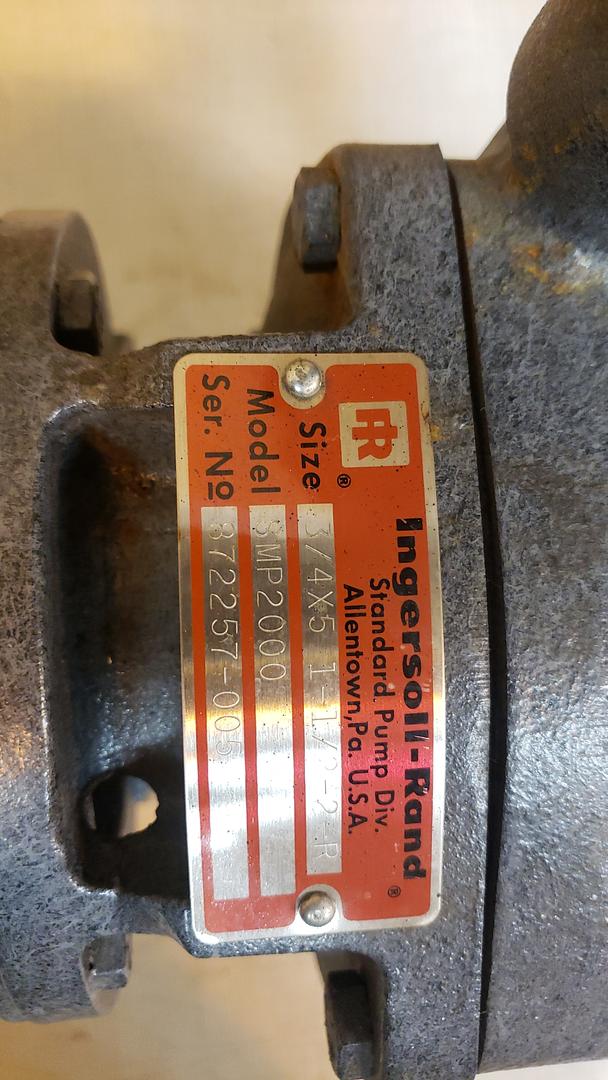 IR®
Ingersoll-Rand®
Standard Pump Div.
Allentown, Pa. U.S.A.
Size 3/4X5 1-1/2-2 R
Model SMP2000
Ser. Nº 872257-005